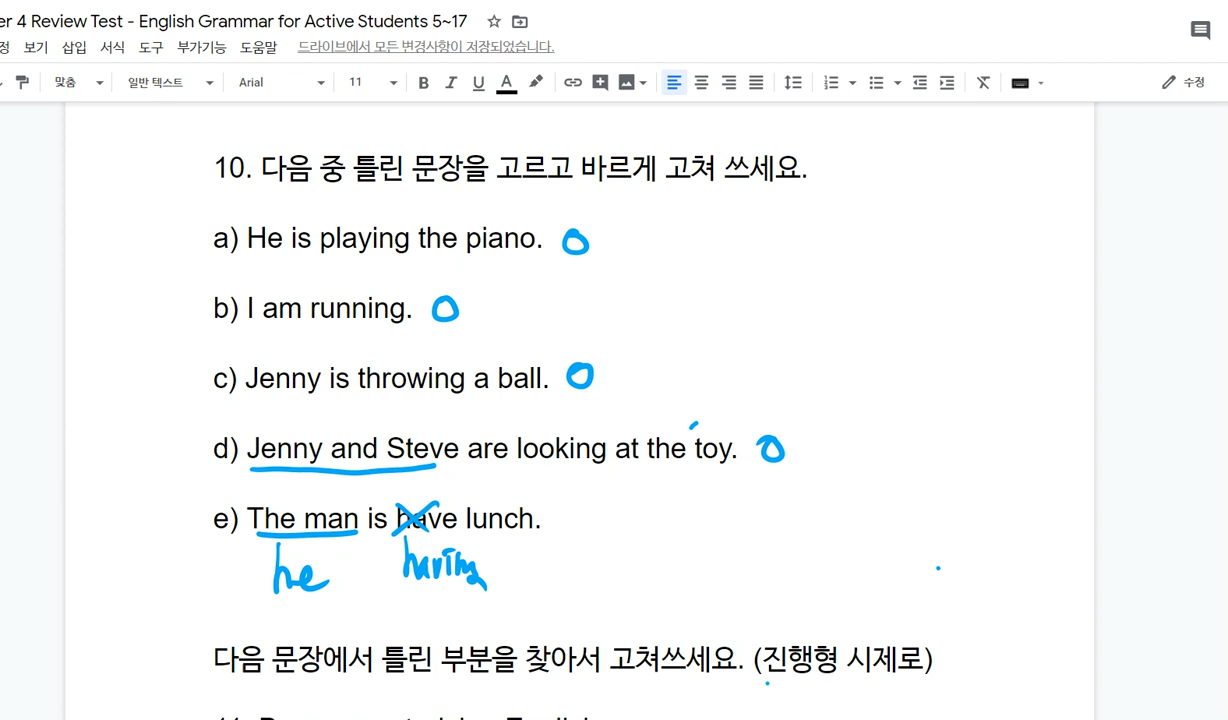 er 4 Review Test - English Grammar for Active Students 5~17
정 보기 삽입 서식 도구 부가기능 도움말 드라이브에서 모든 변경사항이 저장되었습니다.
맞춤 일반 텍스트 Arial 11 B I U A 수정
10. 다음 중 틀린 문장을 고르고 바르게 고쳐 쓰세요.
a) He is playing the piano.
b) I am running.
c) Jenny is throwing a ball.
d) Jenny and Steve are looking at the toy.
e) The man is have lunch.
he having
다음 문장에서 틀린 부분을 찾아서 고쳐쓰세요. (진행형 시제로)